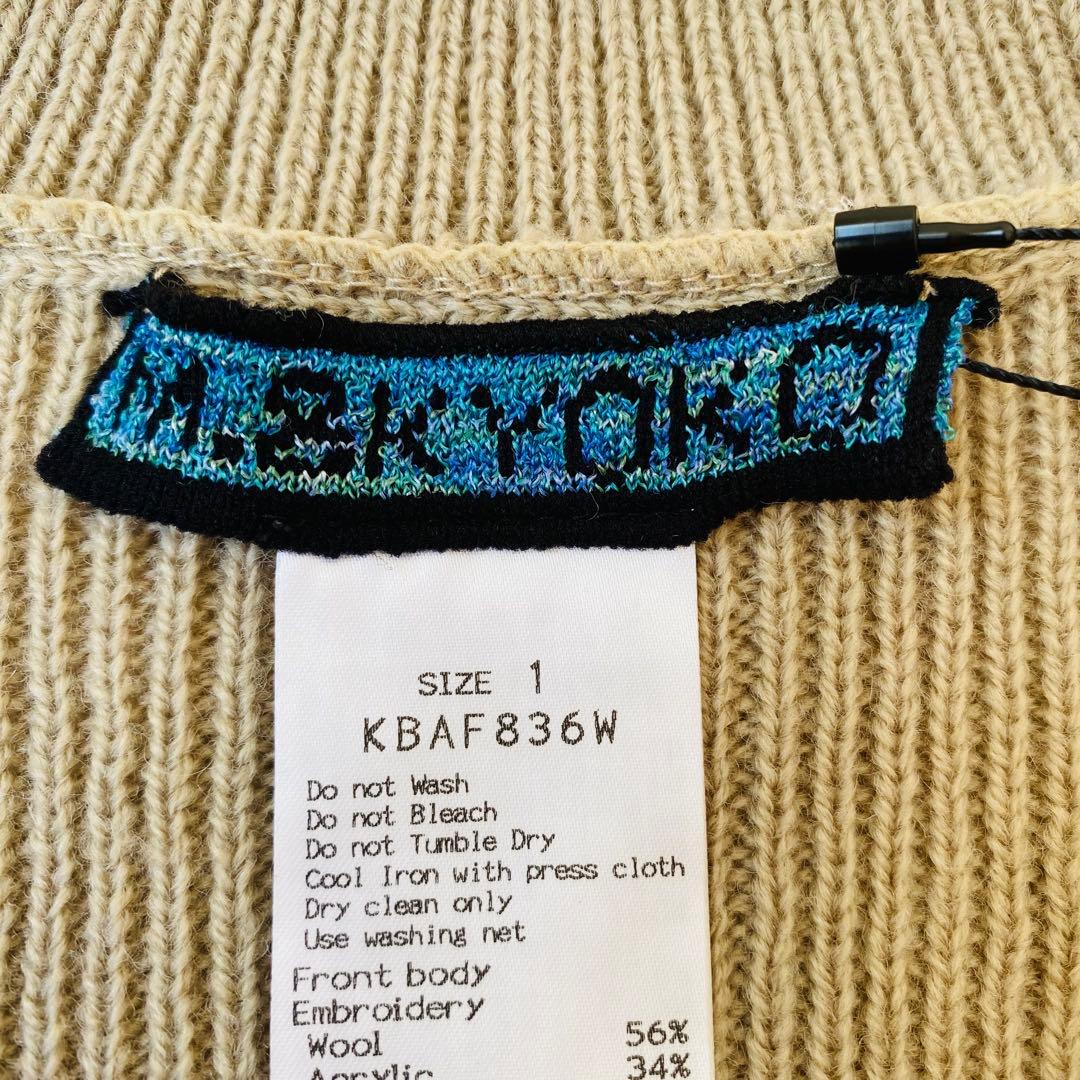 SIZE 1
KBAF836W
Do not Wash
Do not Bleach
Do not Tumble Dry
Cool Iron with press cloth
Dry clean only
Use washing net
Front body
Embroidery
Wool 56%
Acrylic 34%